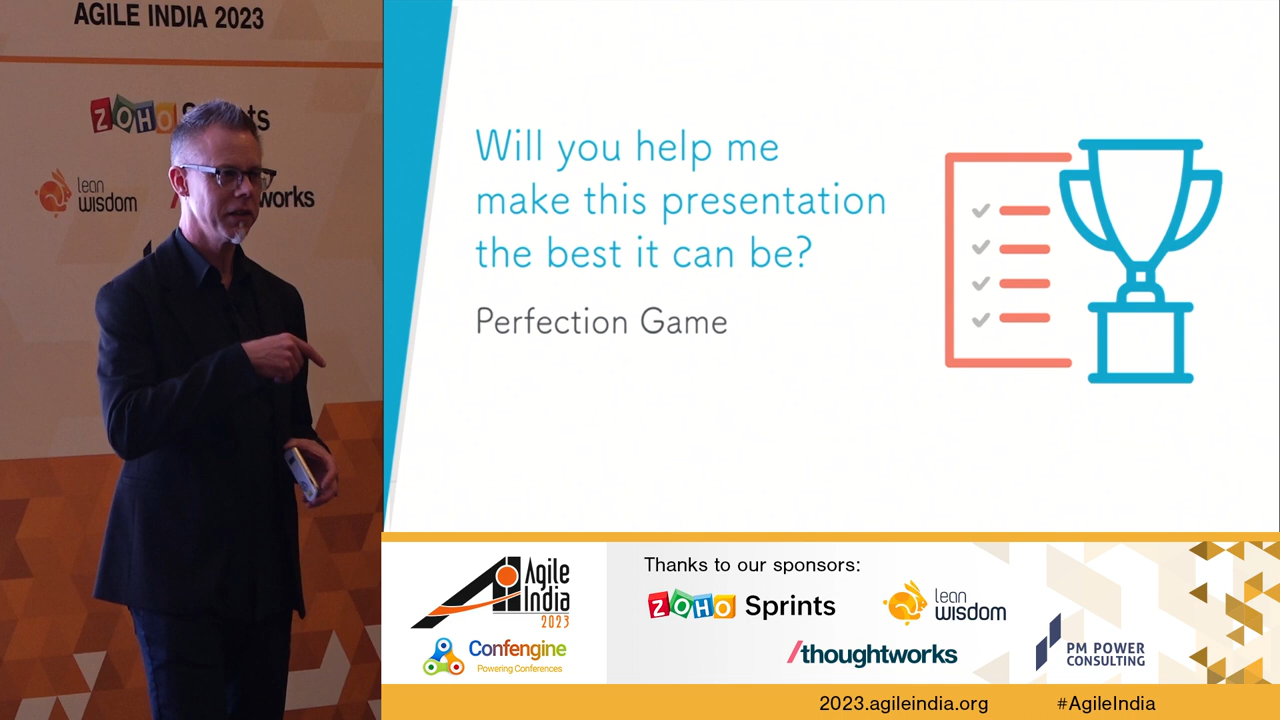 AGILE INDIA 2023
ZOHO
ts
lean
wisdom
works
Will you help me
make this presentation
the best it can be?
Perfection Game
Agile
India
2023
Confengine
Powering Conferences
Thanks to our sponsors:
ZOHO Sprints
lean
wisdom
/thoughtworks
PM POWER
CONSULTING
2023.agileindia.org
#AgileIndia